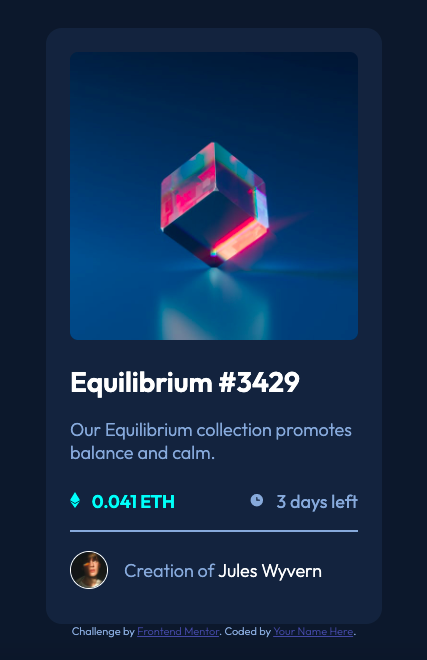 Equilibrium #3429
Our Equilibrium collection promotes
balance and calm.
0.041 ETH
3 days left
Creation of Jules Wyvern
Challenge by Frontend Mentor. Coded by Your Name Here.